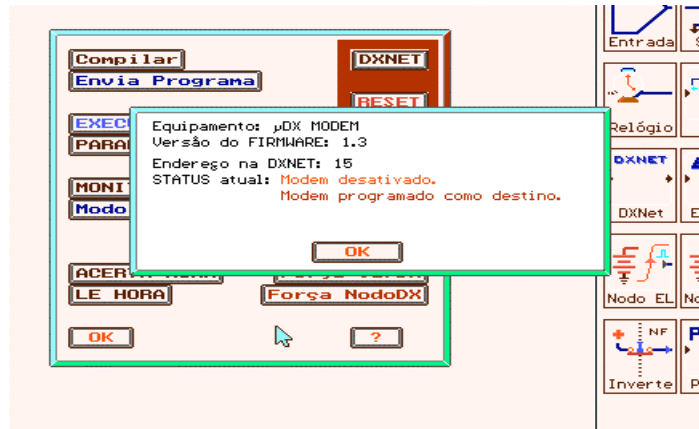 Compilar
DXNET
Envia Programa
RESET
Equipamento: µDX MODEM
Versão do FIRMWARE: 1.3
Endereço na DXNET: 15
STATUS atual: Modem desativado.
Modem programado como destino.
OK
Modo
LE HORA
Força NodoDX
OK
?
Entrada
Relógio
DXNET
DXNet
Nodo EL
NF
Inverte